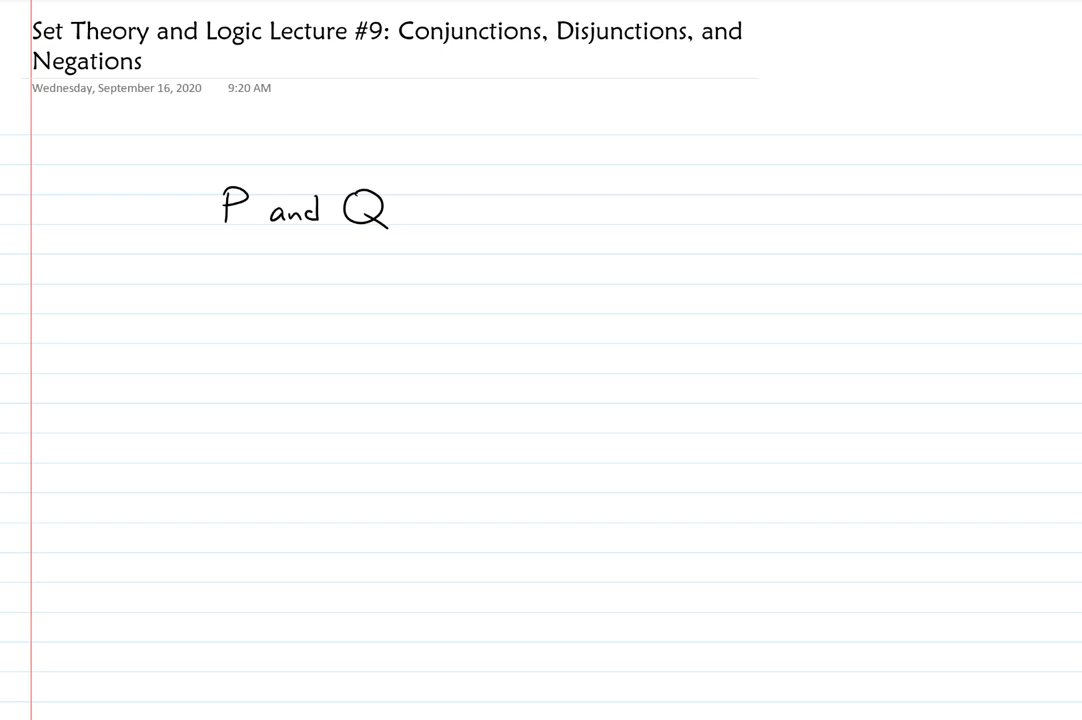 Set Theory and Logic Lecture #9: Conjunctions, Disjunctions, and
Negations
Wednesday, September 16, 2020 9:20 AM
P and Q